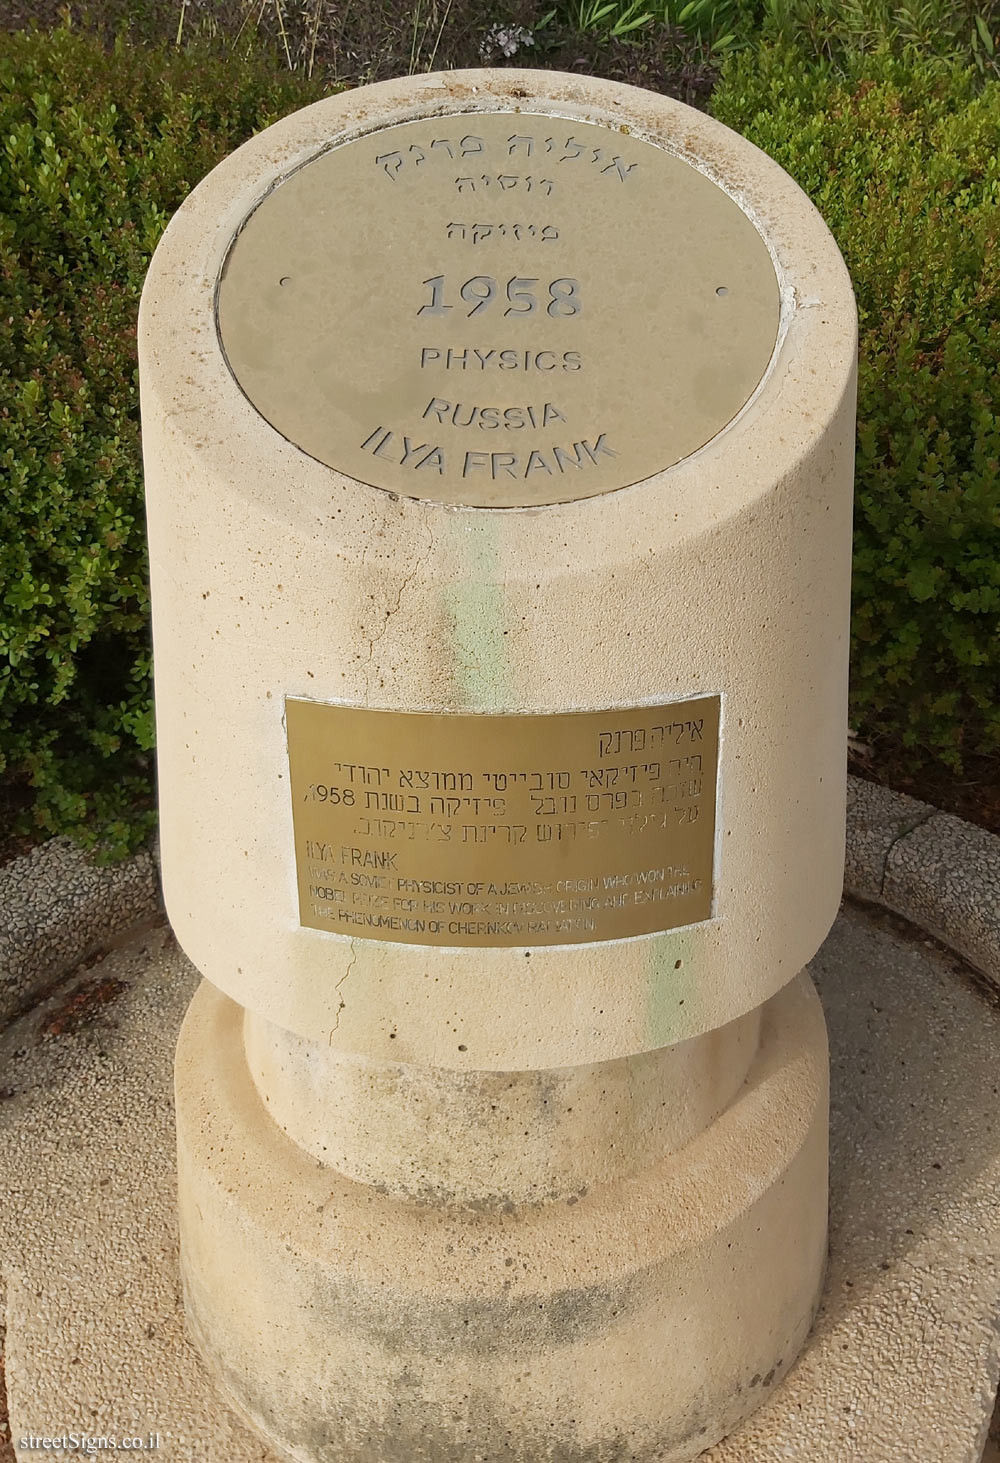 איליה פרנק
רוסיה
פיזיקה
1958
PHYSICS
RUSSIA
ILYA FRANK
איליה פרנק
היה פיזיקאי סובייטי ממוצא יהודי
שזכה בפרס נובל פיזיקה בשנת 1958,
על גילוי ופירוש קרינת צ'רניקוב.
ILYA FRANK
WAS A SOVIET PHYSICIST OF A JEWISH ORIGIN WHO WON THE
NOBEL PRIZE FOR HIS WORK IN DISCOVERING AND EXPLAINING
THE PHENOMENON OF CHERNKOV RADIATION.
streetSigns.co.il